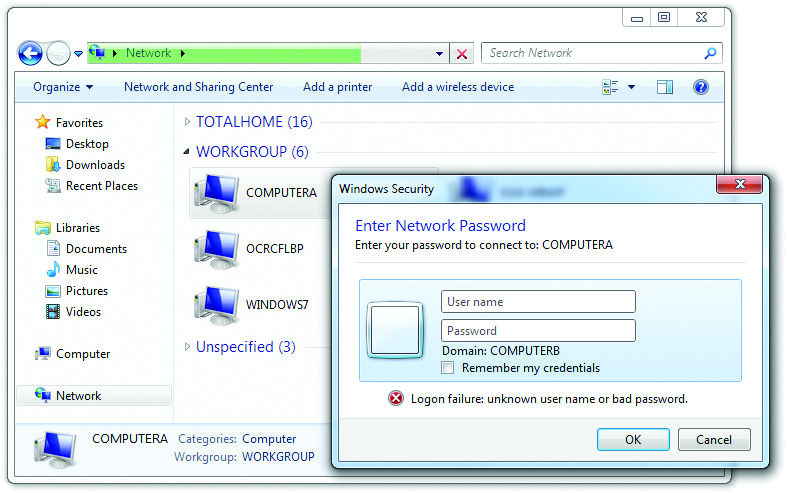 Network
Search Network
Organize
Network and Sharing Center
Add a printer
Add a wireless device
Favorites
Desktop
Downloads
Recent Places
Libraries
Documents
Music
Pictures
Videos
Computer
Network
TOTALHOME (16)
WORKGROUP (6)
COMPUTERA
OCRCFLBP
WINDOWS7
Unspecified (3)
COMPUTERA
Categories: Computer
Workgroup: WORKGROUP
Windows Security
Enter Network Password
Enter your password to connect to: COMPUTERA
User name
Password
Domain: COMPUTERB
Remember my credentials
Logon failure: unknown user name or bad password.
OK
Cancel